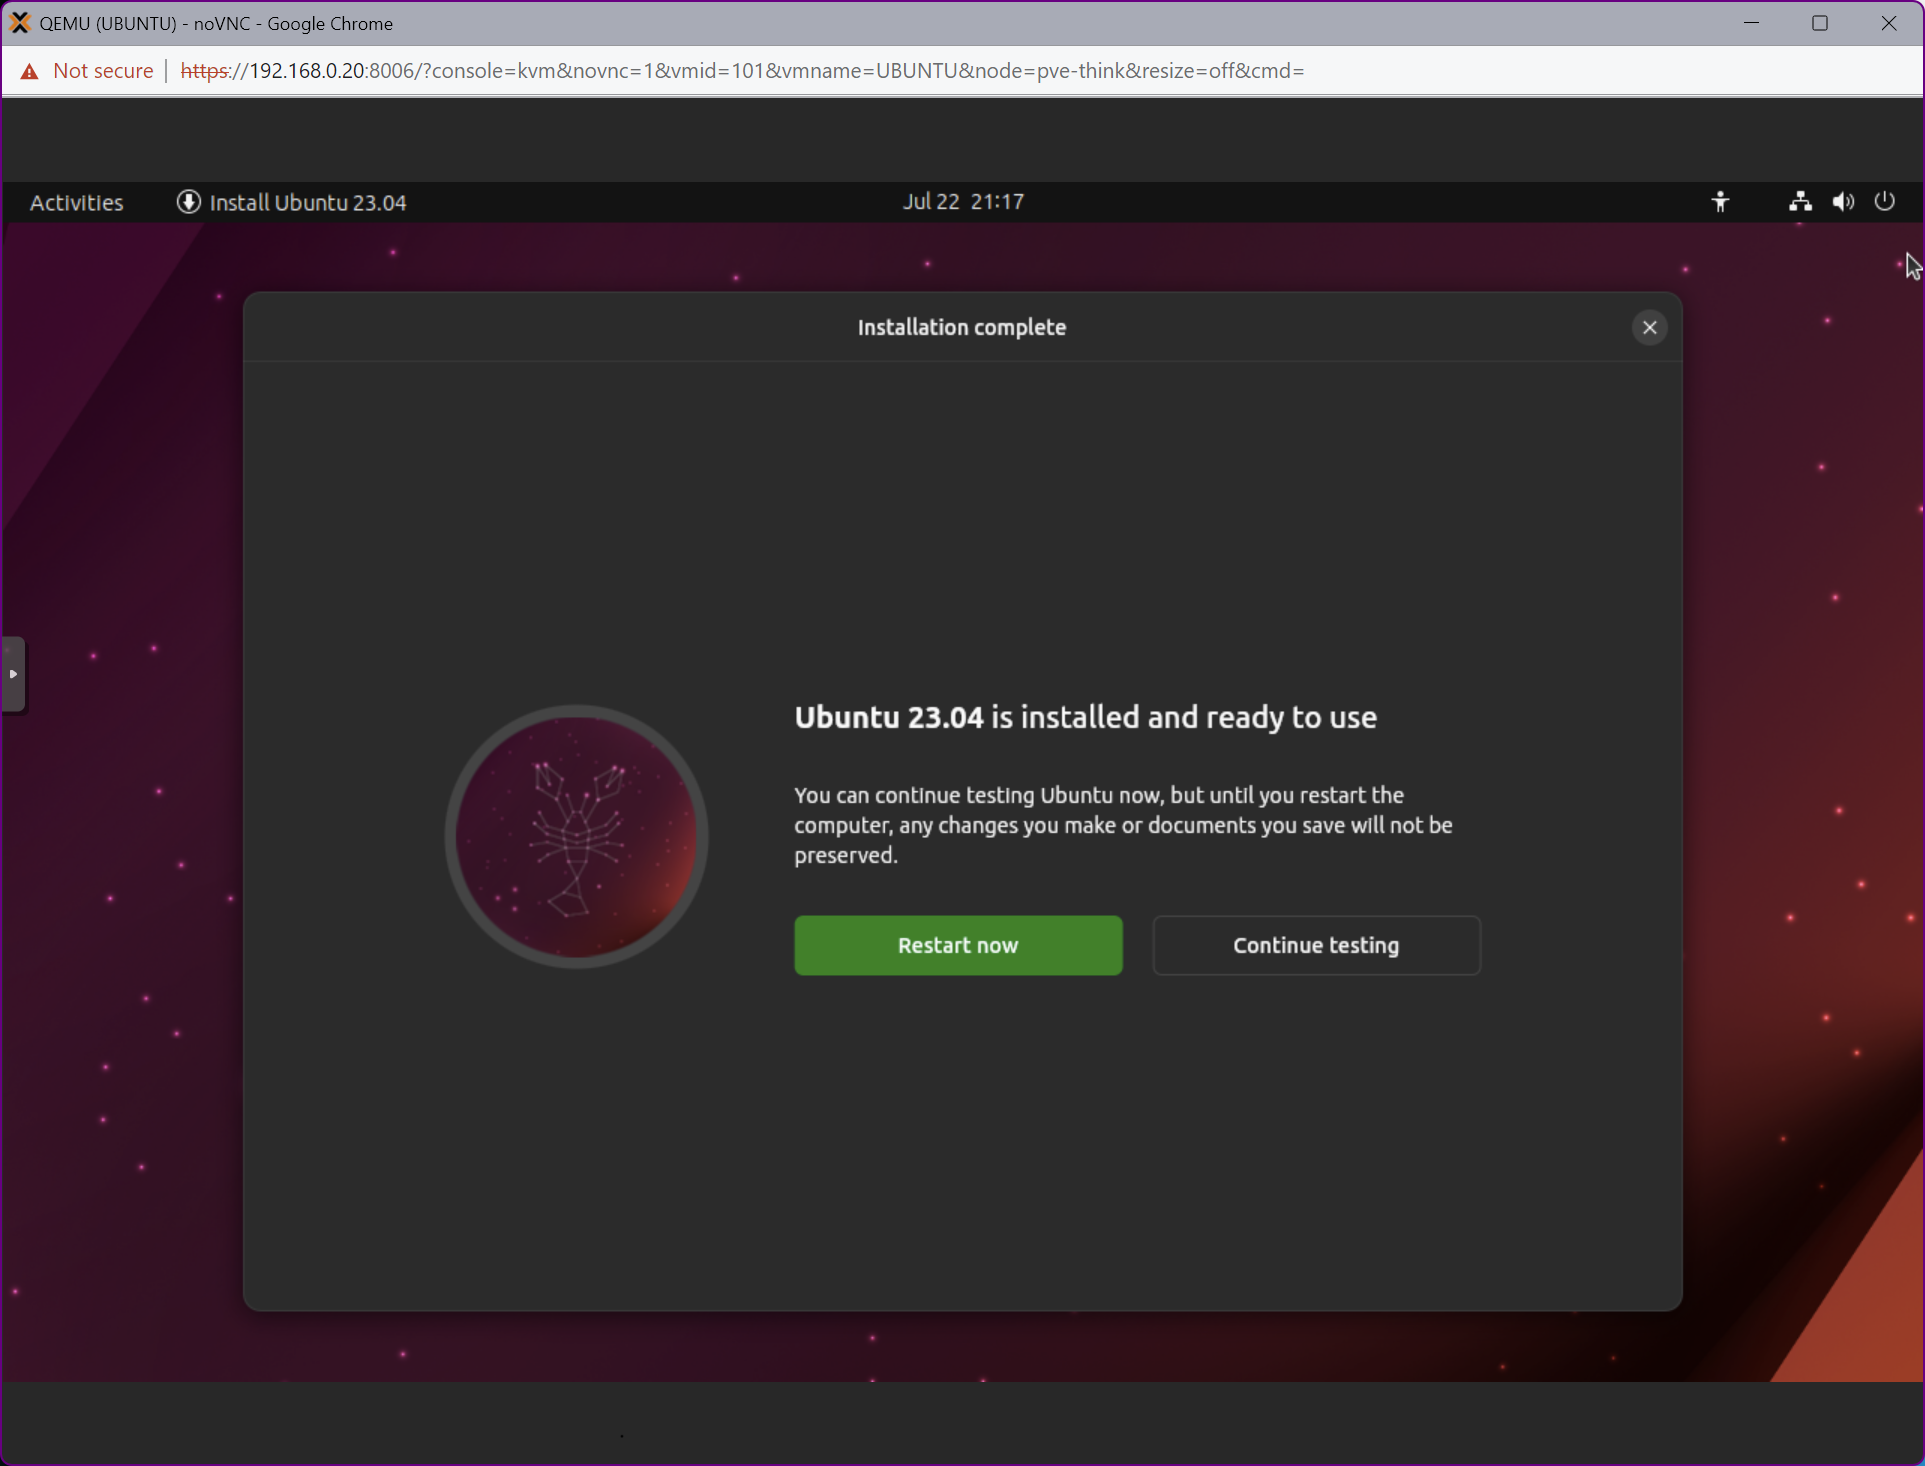 QEMU (UBUNTU) - noVNC - Google Chrome
Not secure | https://192.168.0.20:8006/?console=kvm&novnc=1&vmid=101&vmname=UBUNTU&node=pve-think&resize=off&cmd=
Activities Install Ubuntu 23.04 Jul 22 21:17
Installation complete
Ubuntu 23.04 is installed and ready to use
You can continue testing Ubuntu now, but until you restart the
computer, any changes you make or documents you save will not be
preserved.
Restart now Continue testing